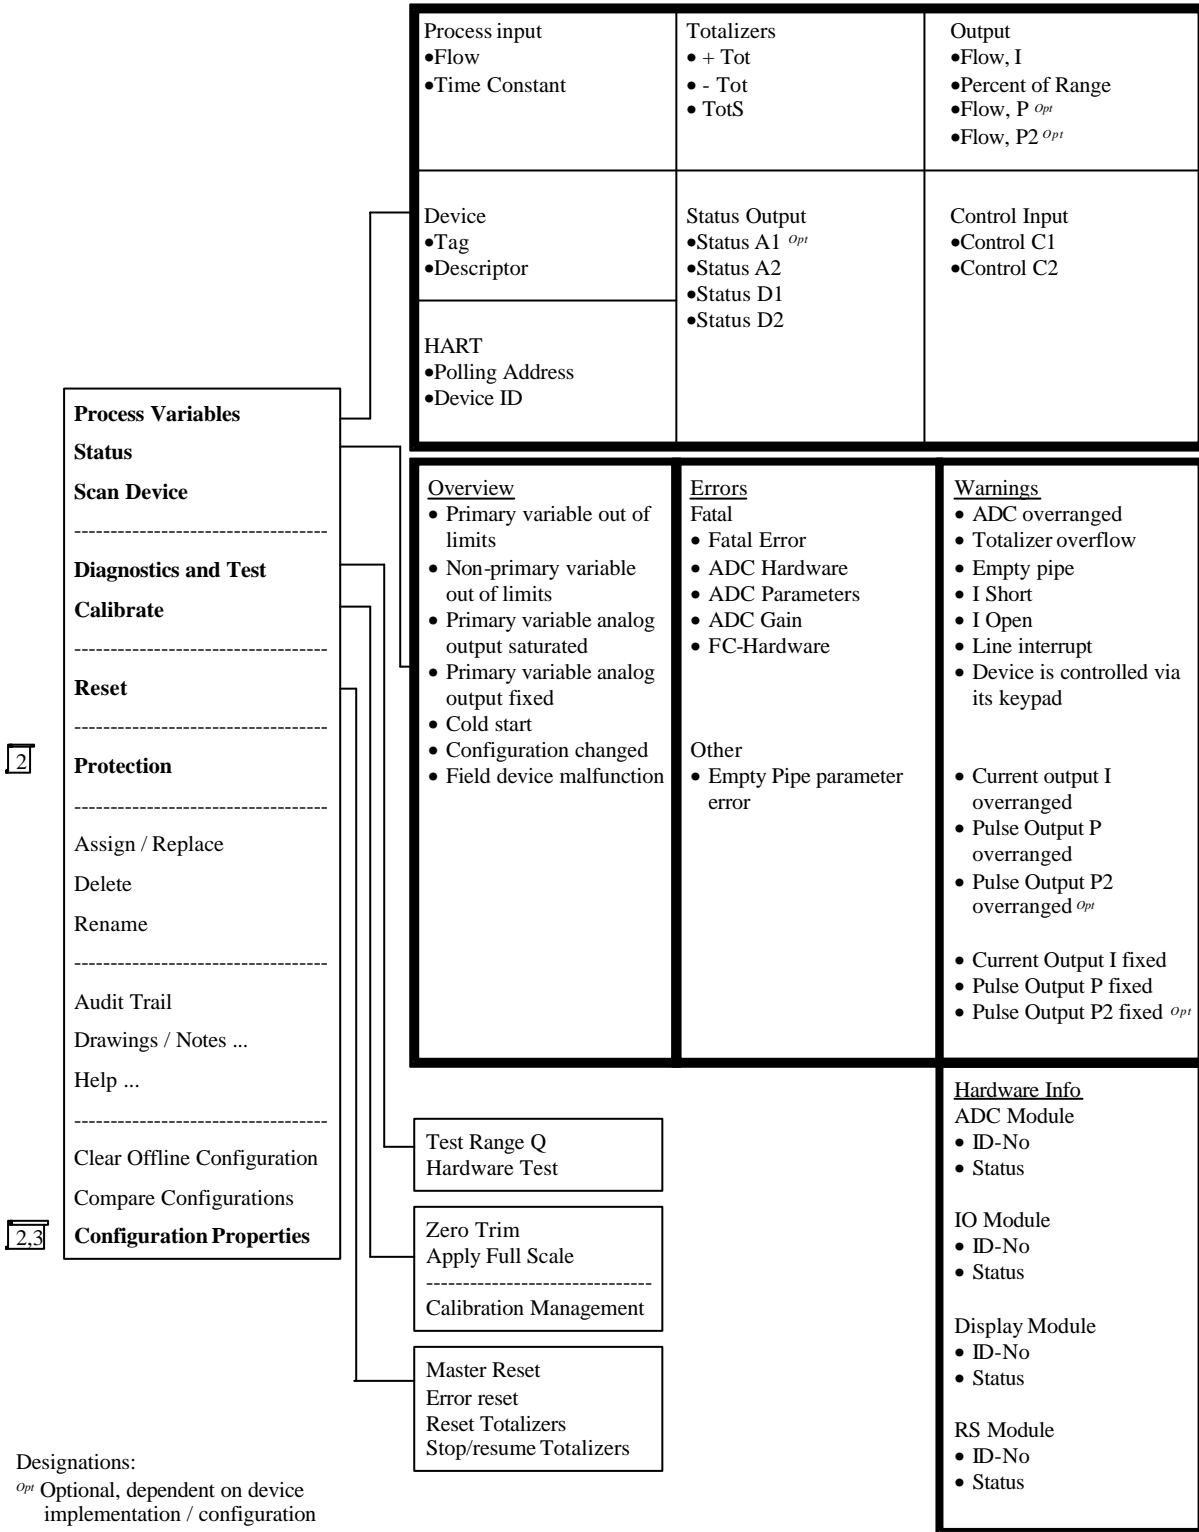 Process input
•Flow
•Time Constant
Totalizers
• + Tot
• - Tot
• TotS
Output
•Flow, I
•Percent of Range
•Flow, P Opt
•Flow, P2 Opt
Device
•Tag
•Descriptor
HART
•Polling Address
•Device ID
Status Output
•Status A1 Opt
•Status A2
•Status D1
•Status D2
Control Input
•Control C1
•Control C2
Process Variables
Status
Scan Device
-----------------------------------
Diagnostics and Test
Calibrate
-----------------------------------
Reset
-----------------------------------
2
Protection
-----------------------------------
Assign / Replace
Delete
Rename
-----------------------------------
Audit Trail
Drawings / Notes ...
Help ...
-----------------------------------
Clear Offline Configuration
Compare Configurations
2,3
Configuration Properties
Overview
• Primary variable out of
limits
• Non-primary variable
out of limits
• Primary variable analog
output saturated
• Primary variable analog
output fixed
• Cold start
• Configuration changed
• Field device malfunction
Errors
Fatal
• Fatal Error
• ADC Hardware
• ADC Parameters
• ADC Gain
• FC-Hardware
Other
• Empty Pipe parameter
error
Warnings
• ADC overranged
• Totalizer overflow
• Empty pipe
• I Short
• I Open
• Line interrupt
• Device is controlled via
its keypad
• Current output I
overranged
• Pulse Output P
overranged
• Pulse Output P2
overranged Opt
• Current Output I fixed
• Pulse Output P fixed
• Pulse Output P2 fixed Opt
Hardware Info
ADC Module
• ID-No
• Status
IO Module
• ID-No
• Status
Display Module
• ID-No
• Status
RS Module
• ID-No
• Status
Test Range Q
Hardware Test
Zero Trim
Apply Full Scale
-------------------------------
Calibration Management
Master Reset
Error reset
Reset Totalizers
Stop/resume Totalizers
Designations:
Opt Optional, dependent on device
implementation / configuration